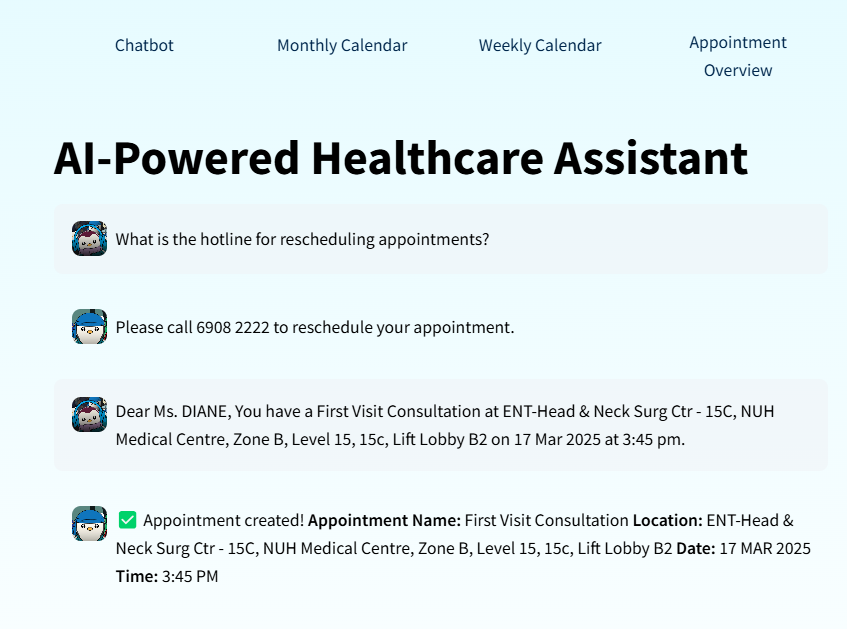 Chatbot
Monthly Calendar
Weekly Calendar
Appointment
Overview
AI-Powered Healthcare Assistant
What is the hotline for rescheduling appointments?
Please call 6908 2222 to reschedule your appointment.
Dear Ms. DIANE, You have a First Visit Consultation at ENT-Head & Neck Surg Ctr - 15C, NUH
Medical Centre, Zone B, Level 15, 15c, Lift Lobby B2 on 17 Mar 2025 at 3:45 pm.
✅ Appointment created! Appointment Name: First Visit Consultation Location: ENT-Head &
Neck Surg Ctr - 15C, NUH Medical Centre, Zone B, Level 15, 15c, Lift Lobby B2 Date: 17 MAR 2025
Time: 3:45 PM